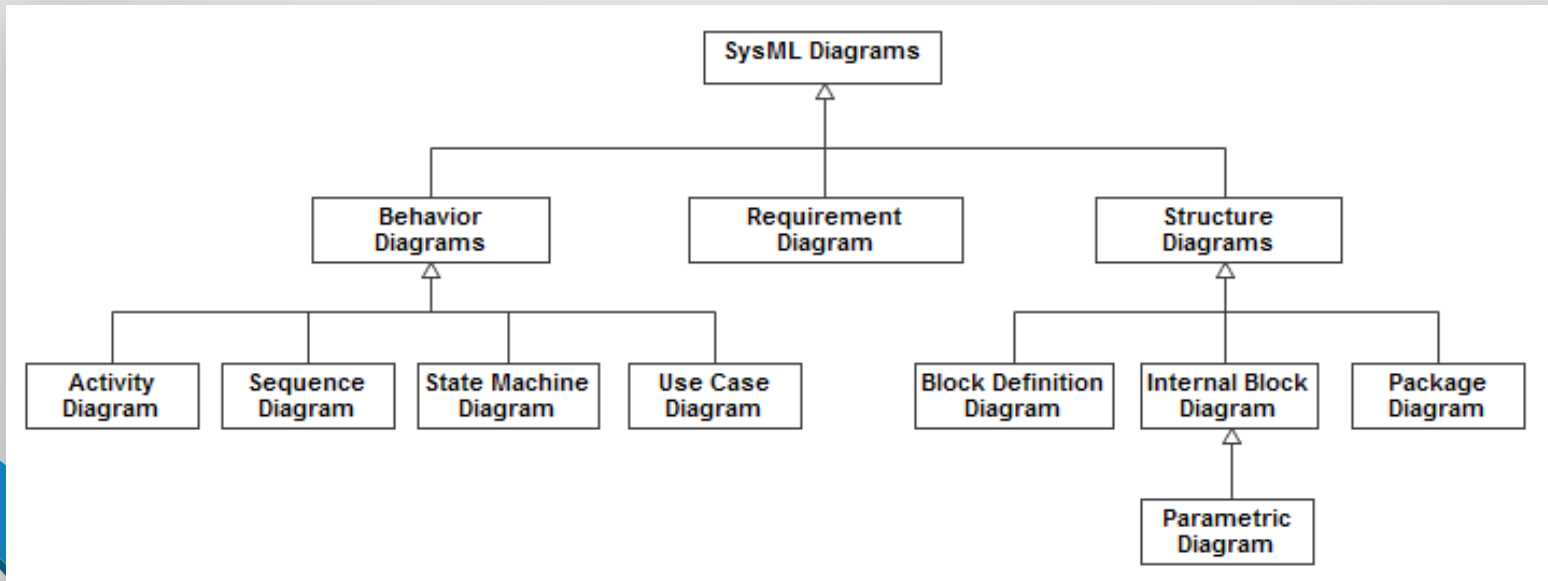 SysML Diagrams
Behavior
Diagrams
Requirement
Diagram
Structure
Diagrams
Activity
Diagram
Sequence
Diagram
State Machine
Diagram
Use Case
Diagram
Block Definition
Diagram
Internal Block
Diagram
Package
Diagram
Parametric
Diagram